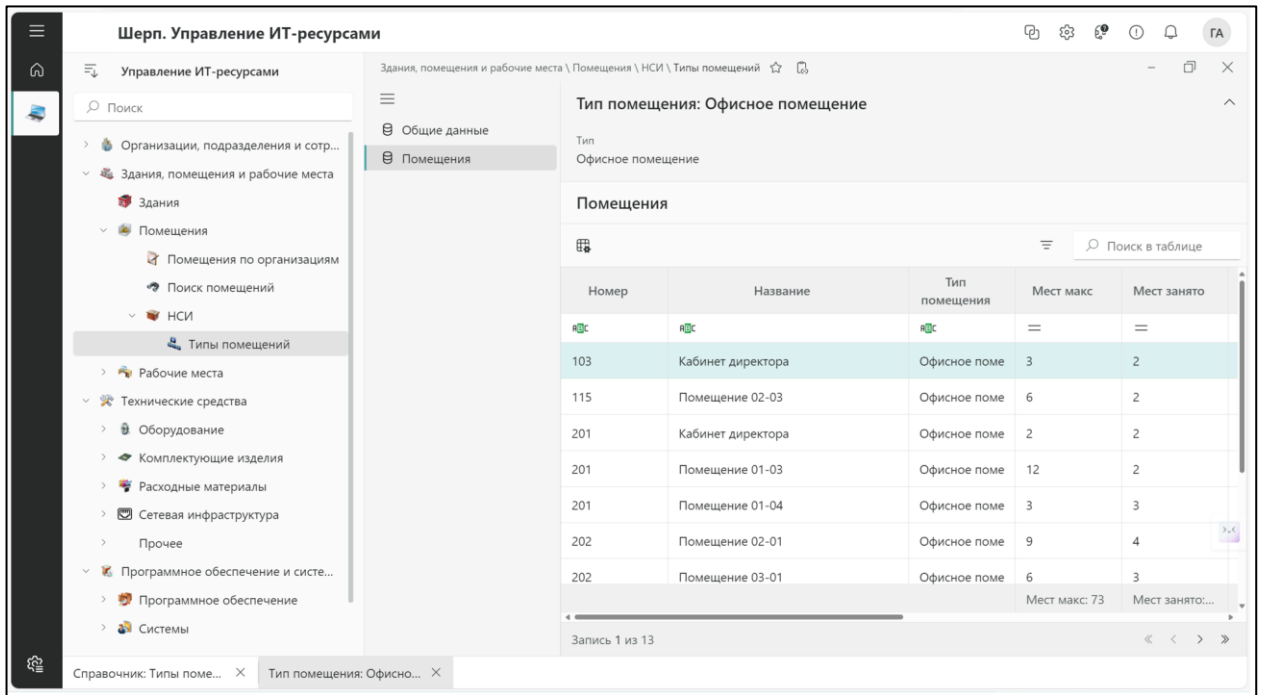 Шерп. Управление ИТ-ресурсами
ГА
Управление ИТ-ресурсами
Поиск
Организации, подразделения и сотр...
Здания, помещения и рабочие места
Здания
Помещения
Помещения по организациям
Поиск помещений
НСИ
Типы помещений
Рабочие места
Технические средства
Оборудование
Комплектующие изделия
Расходные материалы
Сетевая инфраструктура
Прочее
Программное обеспечение и систе...
Программное обеспечение
Системы
Здания, помещения и рабочие места \ Помещения \ НСИ \ Типы помещений
Общие данные
Помещения
Тип помещения: Офисное помещение
Тип
Офисное помещение
Помещения
Поиск в таблице
Номер Название Тип помещения Мест макс Мест занято
103 Кабинет директора Офисное поме 3 2
115 Помещение 02-03 Офисное поме 6 2
201 Кабинет директора Офисное поме 2 2
201 Помещение 01-03 Офисное поме 12 2
201 Помещение 01-04 Офисное поме 3 3
202 Помещение 02-01 Офисное поме 9 4
202 Помещение 03-01 Офисное поме 6 3
Мест макс: 73 Мест занято:...
Запись 1 из 13
Справочник: Типы поме... Тип помещения: Офисно...